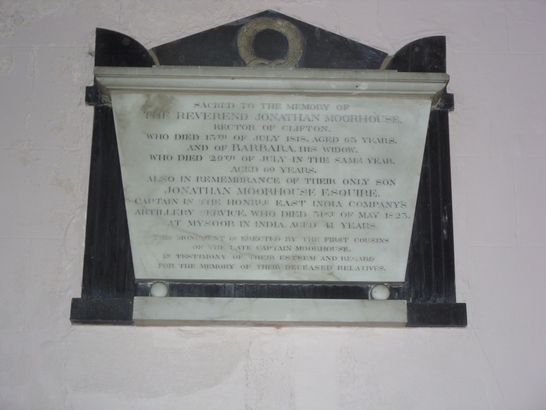 SACRED TO THE MEMORY OF
THE REVEREND JONATHAN MOORHOUSE,
RECTOR OF CLIFTON,
WHO DIED 15TH OF JULY 1818, AGED 65 YEARS.
AND OF BARBARA, HIS WIDOW,
WHO DIED 29TH OF JULY IN THE SAME YEAR,
AGED 69 YEARS.
ALSO IN REMEMBRANCE OF THEIR ONLY SON
JONATHAN MOORHOUSE ESQUIRE,
CAPTAIN IN THE HONBLE EAST INDIA COMPANY'S
ARTILLERY SERVICE, WHO DIED 31ST OF MAY 1823,
AT MYSOOR IN INDIA, AGED 41 YEARS.
THIS MONUMENT IS ERECTED BY THE FIRST COUSINS
OF THE LATE CAPTAIN MOORHOUSE,
IN TESTIMONY OF THEIR ESTEEM AND REGARD
FOR THE MEMORY OF THEIR DECEASED RELATIVES.